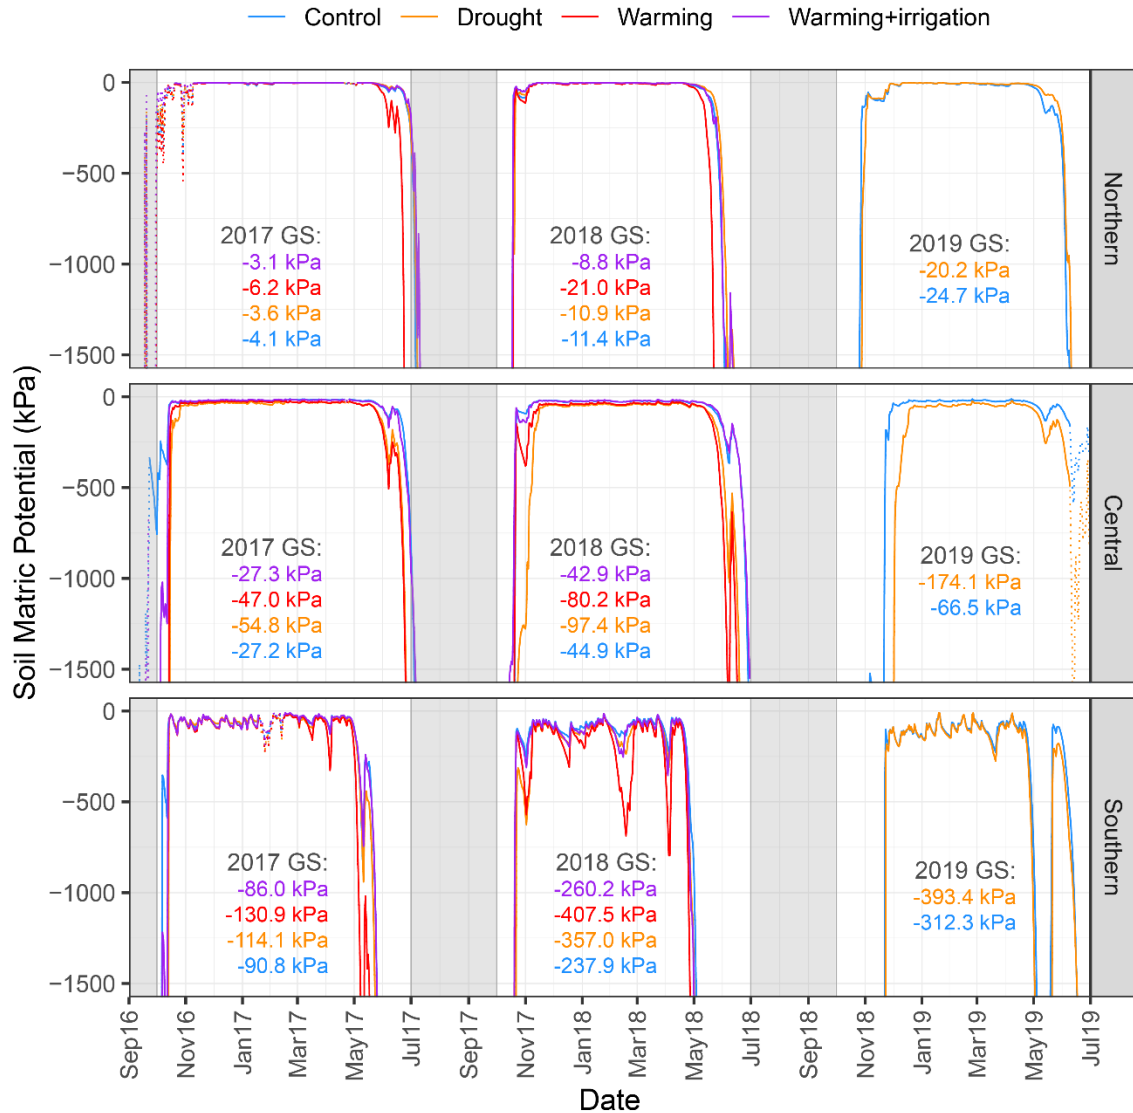 Control Drought Warming Warming+irrigation
Soil Matric Potential (kPa)
0
−500
−1000
−1500
2017 GS:
-3.1 kPa
-6.2 kPa
-3.6 kPa
-4.1 kPa
2018 GS:
-8.8 kPa
-21.0 kPa
-10.9 kPa
-11.4 kPa
2019 GS:
-20.2 kPa
-24.7 kPa
Northern
0
−500
−1000
−1500
2017 GS:
-27.3 kPa
-47.0 kPa
-54.8 kPa
-27.2 kPa
2018 GS:
-42.9 kPa
-80.2 kPa
-97.4 kPa
-44.9 kPa
2019 GS:
-174.1 kPa
-66.5 kPa
Central
0
−500
−1000
−1500
2017 GS:
-86.0 kPa
-130.9 kPa
-114.1 kPa
-90.8 kPa
2018 GS:
-260.2 kPa
-407.5 kPa
-357.0 kPa
-237.9 kPa
2019 GS:
-393.4 kPa
-312.3 kPa
Southern
Sep16
Nov16
Jan17
Mar17
May17
Jul17
Sep17
Nov17
Jan18
Mar18
May18
Jul18
Sep18
Nov18
Jan19
Mar19
May19
Jul19
Date